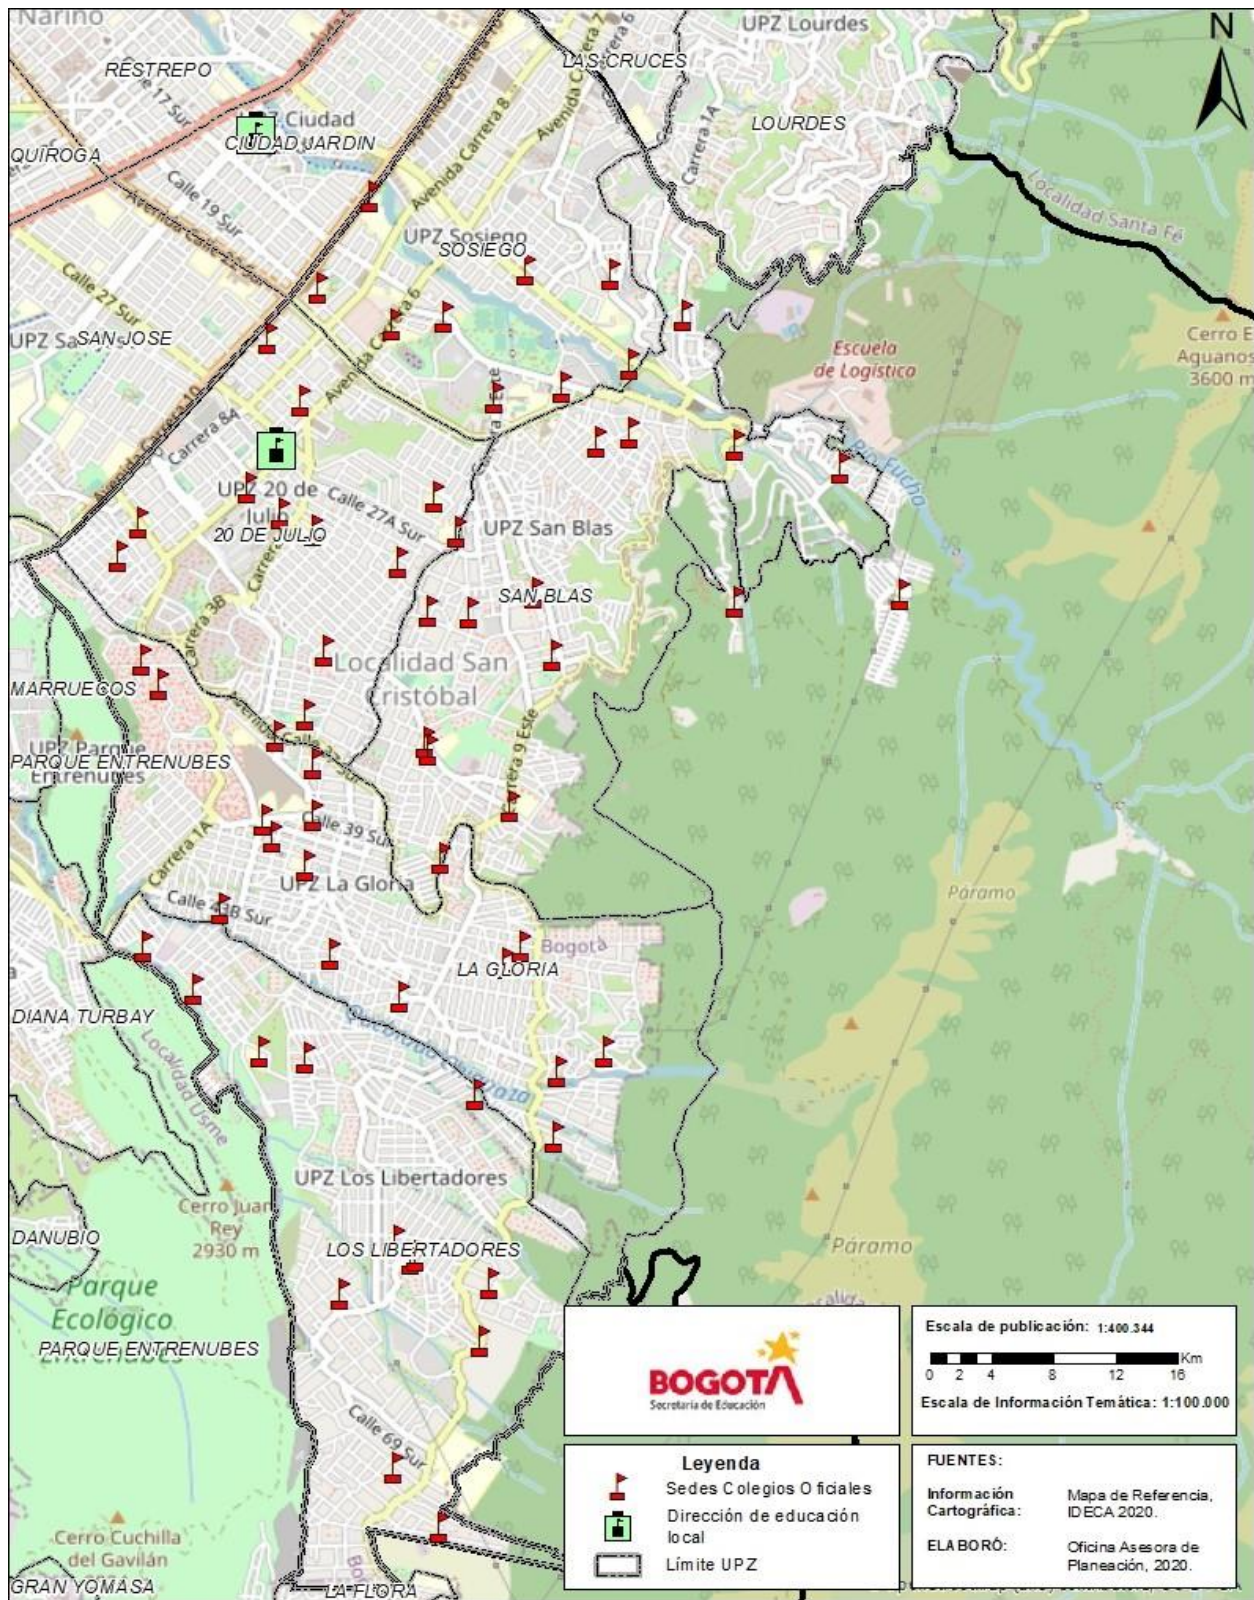 Nariño
UPZ Lourdes
N
LAS CRUCES
RESTREPO
Calle 17 Sur
Avenida Carrera 10
Avenida Carrera 7
Carrera 6
Avenida Carrera 8
Carrera 1A
LOURDES
Ciudad
CIUDAD JARDIN
QUIROGA
Calle 19 Sur
Localidad Santa Fé
UPZ Sosiego
SOSIEGO
Calle 27 Sur
SAN JOSE
Avenida Carrera 6
Escuela
de Logística
Cerro E
Aguanos
3600 m
Avenida Carrera 10
Carrera 8A
Río Fucha
UPZ 20 de
Julio
20 DE JULIO
Calle 27A Sur
UPZ San Blas
SAN BLAS
Carrera 3B
Localidad San
Cristóbal
MARRUECOS
UPZ Parque
Entrenubes
PARQUE ENTRENUBES
Carrera 9 Este
Calle 39 Sur
Carrera 1A
UPZ La Gloria
Calle 43B Sur
Páramo
Bogotá
LA GLORIA
DIANA TURBAY
Localidad Usme
UPZ Los Libertadores
Cerro Juan
Rey
2930 m
DANUBIO
LOS LIBERTADORES
Páramo
Parque
Ecológico
PARQUE ENTRENUBES
Calle 69 Sur
Cerro Cuchilla
del Gavilán
GRAN YOMASA
LA FLORA
BOGOTÁ
Secretaría de Educación
Escala de publicación: 1:400.344
0 2 4 8 12 16 Km
Escala de Información Temática: 1:100.000
Leyenda
Sedes Colegios Oficiales
Dirección de educación
local
Límite UPZ
FUENTES:
Información Cartográfica: Mapa de Referencia, IDECA 2020.
ELABORÓ: Oficina Asesora de Planeación, 2020.